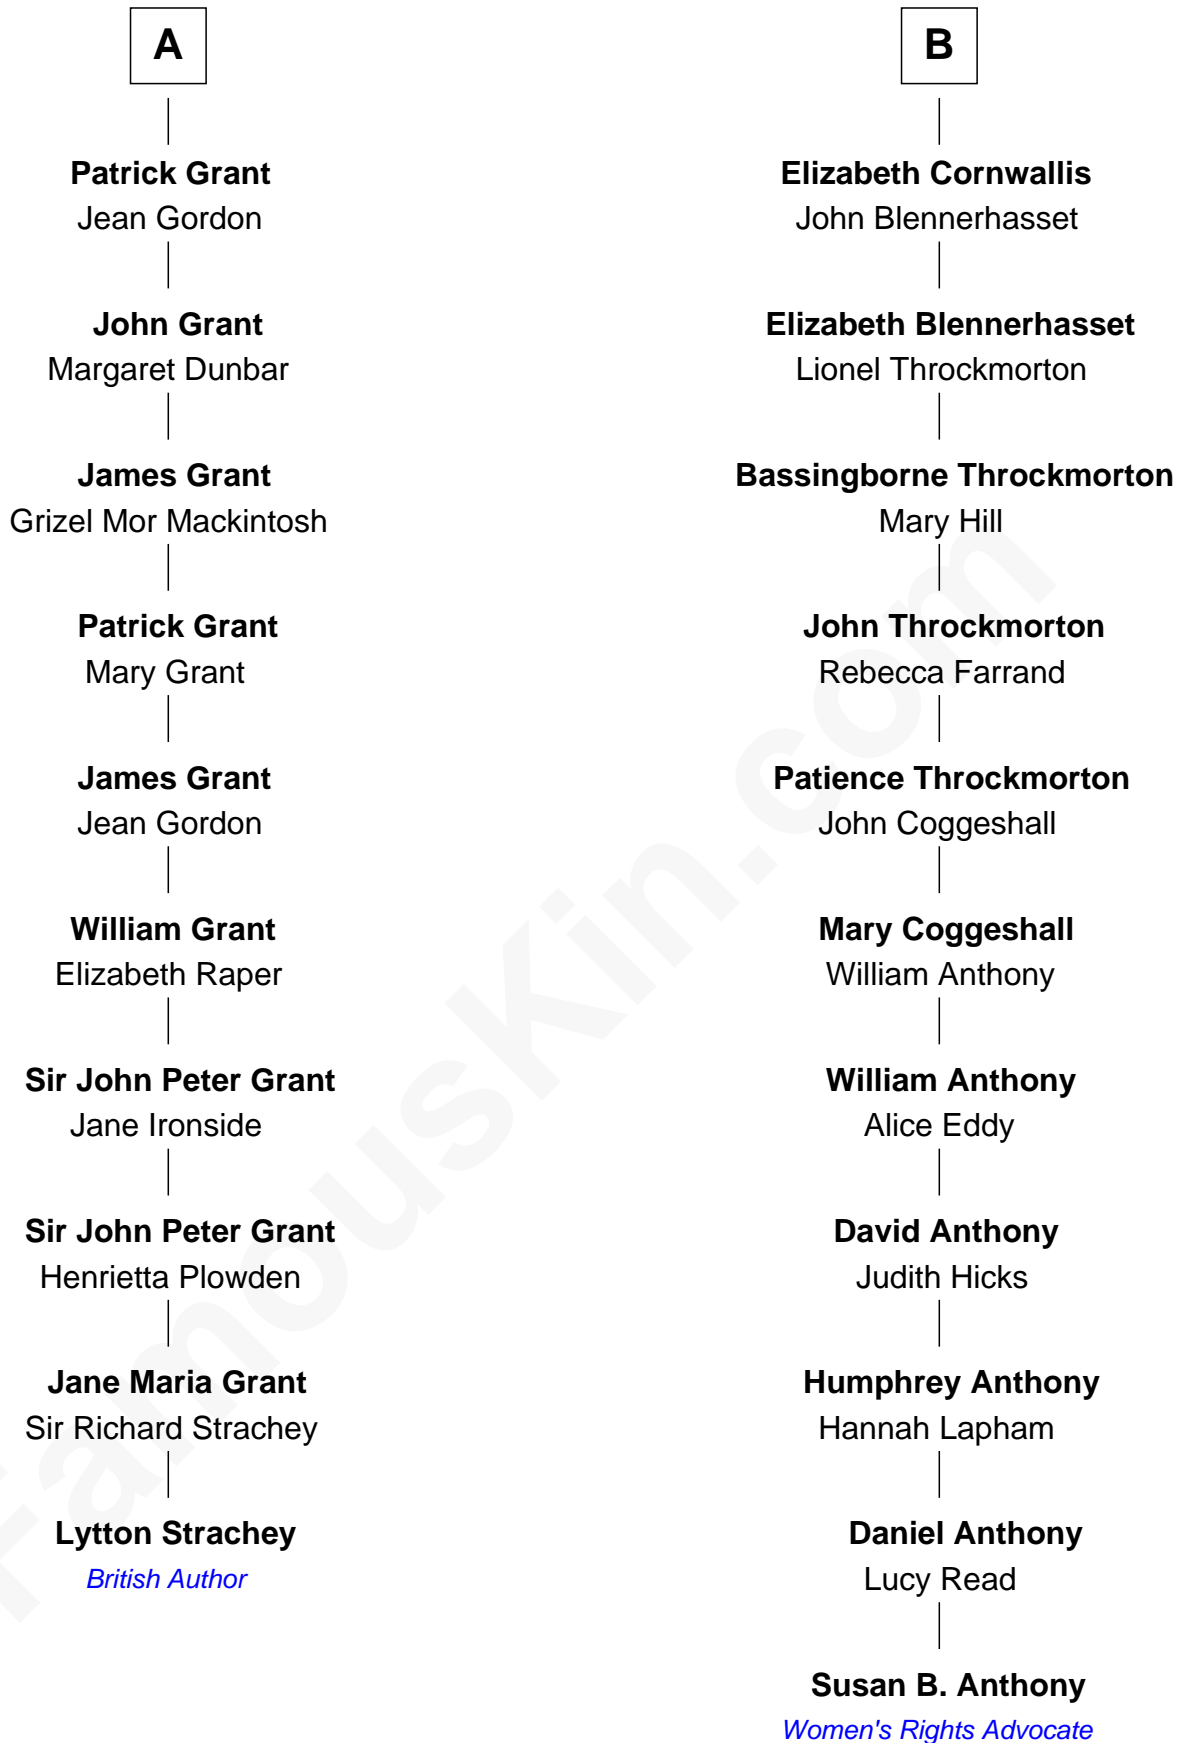 A
Patrick Grant
Jean Gordon
John Grant
Margaret Dunbar
James Grant
Grizel Mor Mackintosh
Patrick Grant
Mary Grant
James Grant
Jean Gordon
William Grant
Elizabeth Raper
Sir John Peter Grant
Jane Ironside
Sir John Peter Grant
Henrietta Plowden
Jane Maria Grant
Sir Richard Strachey
Lytton Strachey
British Author
B
Elizabeth Cornwallis
John Blennerhasset
Elizabeth Blennerhasset
Lionel Throckmorton
Bassingborne Throckmorton
Mary Hill
John Throckmorton
Rebecca Farrand
Patience Throckmorton
John Coggeshall
Mary Coggeshall
William Anthony
William Anthony
Alice Eddy
David Anthony
Judith Hicks
Humphrey Anthony
Hannah Lapham
Daniel Anthony
Lucy Read
Susan B. Anthony
Women's Rights Advocate
FamousKin.com